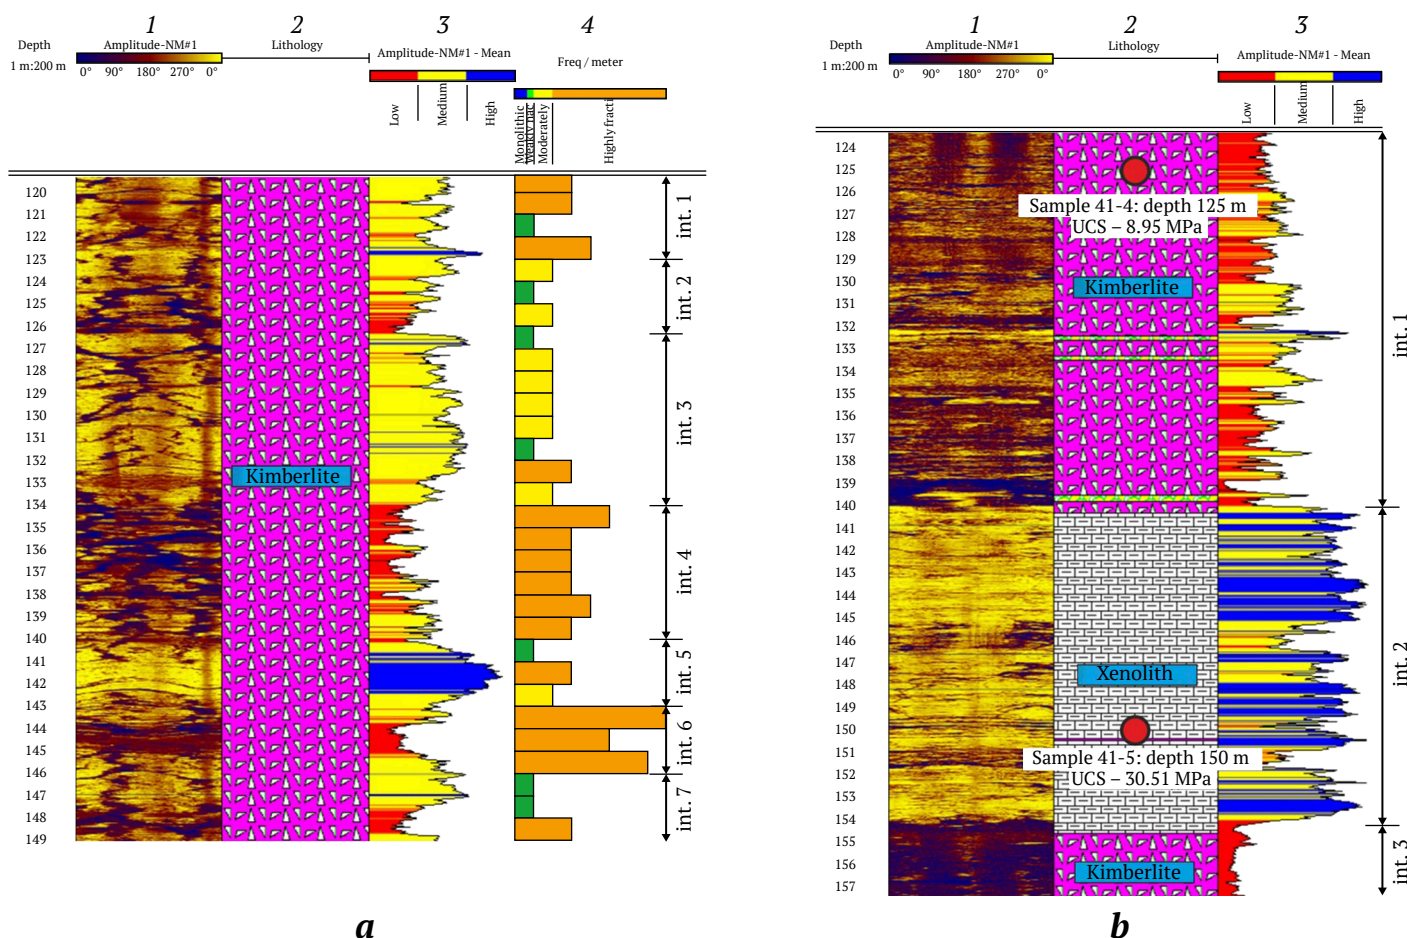 1 2 3 4
Depth
1 m:200 m
Amplitude-NM#1
0° 90° 180° 270° 0°
Lithology
Amplitude-NM#1 - Mean
Low
Medium
High
Freq / meter
Monolithic
Moderately
Highly fracti
120
121
122
123
124
125
126
127
128
129
130
131
132
133
134
135
136
137
138
139
140
141
142
143
144
145
146
147
148
149
Kimberlite
int. 1
int. 2
int. 3
int. 4
int. 5
int. 6
int. 7
a
1 2 3
Depth
1 m:200 m
Amplitude-NM#1
0° 90° 180° 270° 0°
Lithology
Amplitude-NM#1 - Mean
Low
Medium
High
124
125
126
127
128
129
130
131
132
133
134
135
136
137
138
139
140
141
142
143
144
145
146
147
148
149
150
151
152
153
154
155
156
157
Sample 41-4: depth 125 m
UCS – 8.95 MPa
Kimberlite
Xenolith
Sample 41-5: depth 150 m
UCS – 30.51 MPa
Kimberlite
int. 1
int. 2
int. 3
b